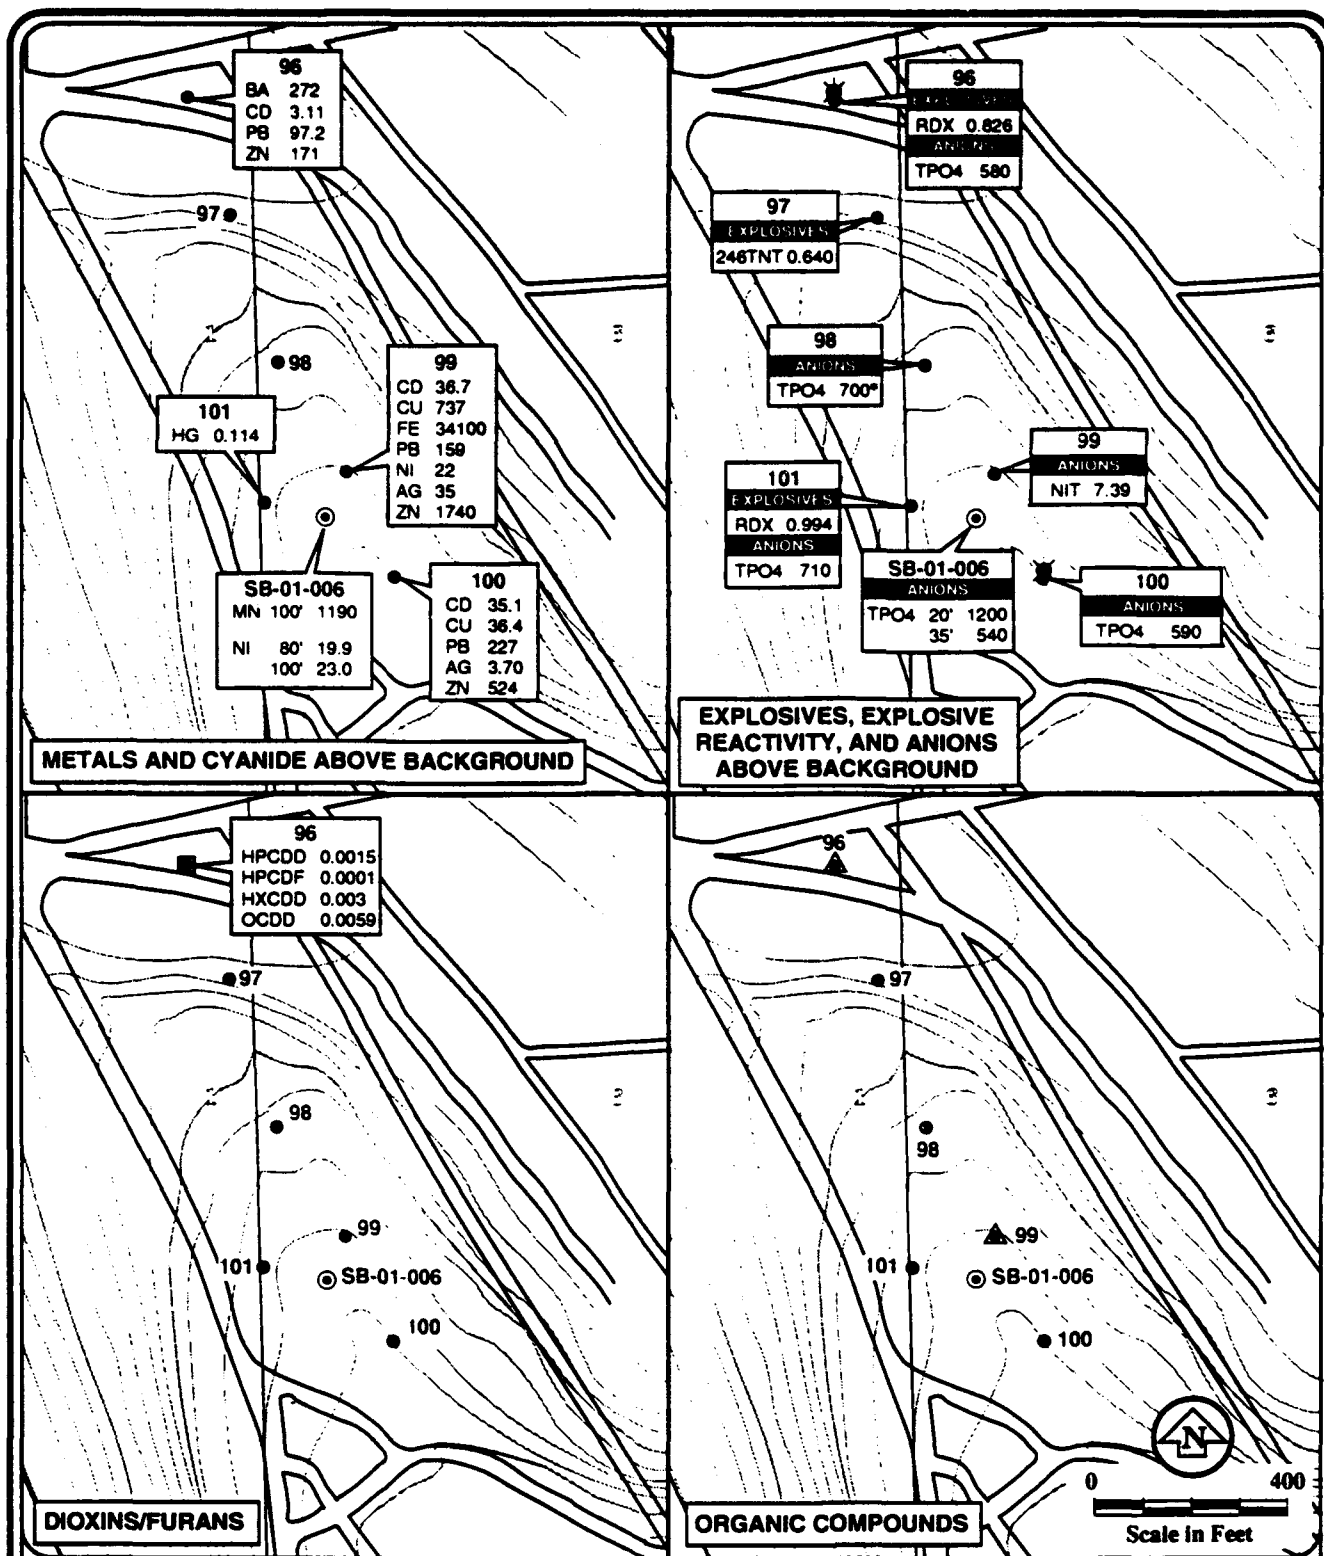 96
BA 272
CD 3.11
PB 97.2
ZN 171
97
98
99
CD 36.7
CU 737
FE 34100
PB 159
NI 22
AG 35
ZN 1740
101
HG 0.114
SB-01-006
MN 100' 1190
NI 80' 19.9
100' 23.0
100
CD 35.1
CU 36.4
PB 227
AG 3.70
ZN 524
METALS AND CYANIDE ABOVE BACKGROUND
96
EXPLOSIVES
RDX 0.826
ANIONS
TPO4 580
97
EXPLOSIVES
246TNT 0.640
98
ANIONS
TPO4 700*
99
ANIONS
NIT 7.39
101
EXPLOSIVES
RDX 0.994
ANIONS
TPO4 710
SB-01-006
ANIONS
TPO4 20' 1200
35' 540
100
ANIONS
TPO4 590
EXPLOSIVES, EXPLOSIVE
REACTIVITY, AND ANIONS
ABOVE BACKGROUND
96
HPCDD 0.0015
HPCDF 0.0001
HXCDD 0.003
OCDD 0.0059
97
98
99
101
SB-01-006
100
DIOXINS/FURANS
96
97
98
99
101
SB-01-006
100
N
0 400
Scale in Feet
ORGANIC COMPOUNDS